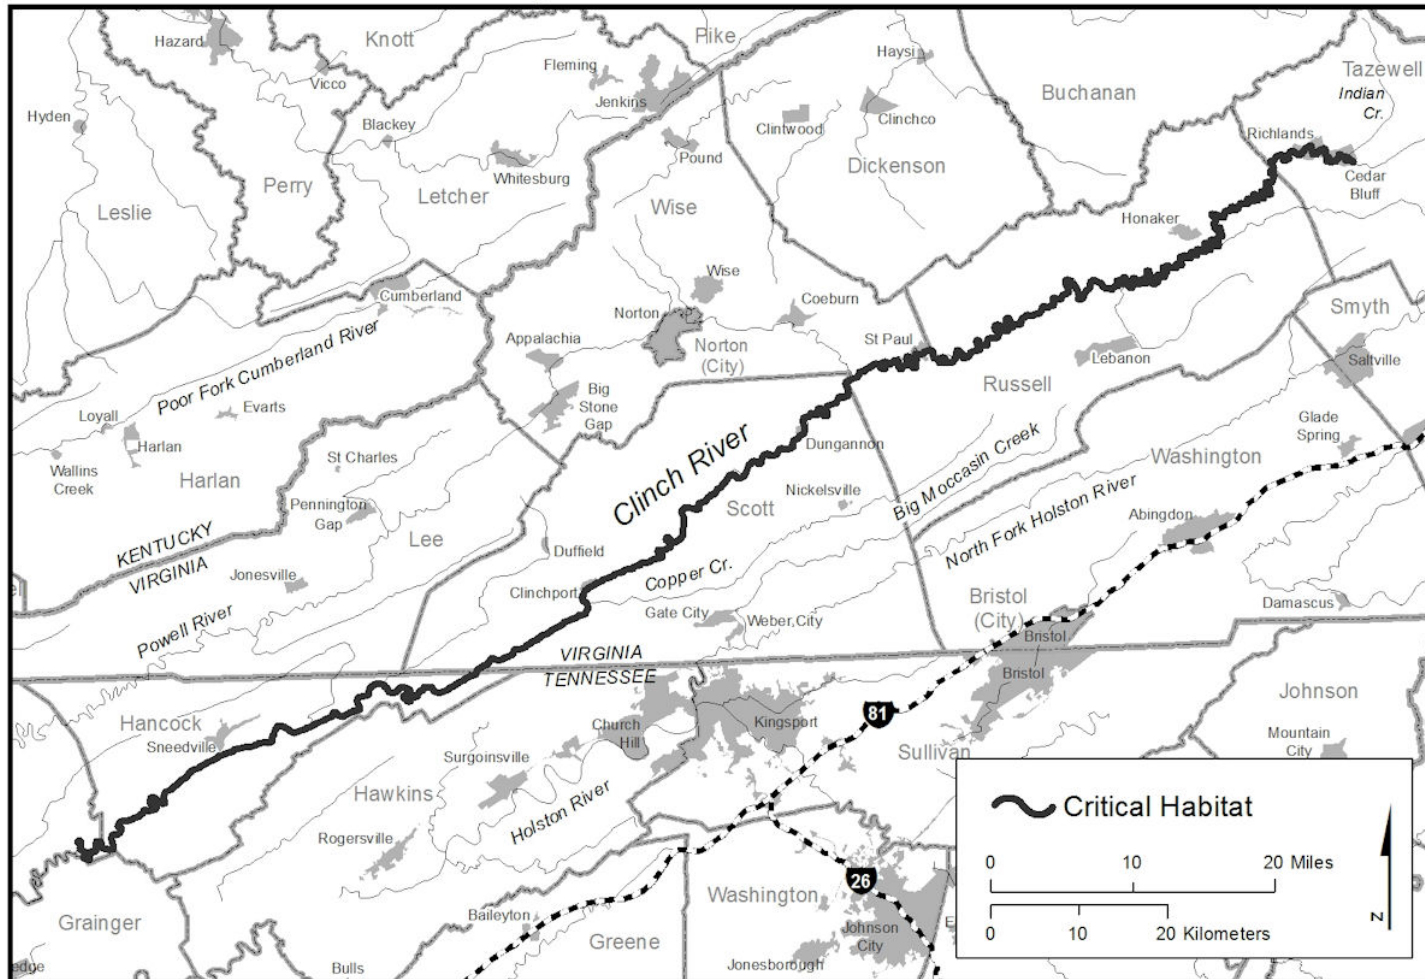 Hazard
Knott
Pike
Vicco
Fleming
Jenkins
Haysi
Tazewell
Indian
Cr.
Buchanan
Hyden
Blackey
Clintwood
Clinchco
Richlands
Pound
Cedar
Bluff
Whitesburg
Dickenson
Perry
Letcher
Leslie
Wise
Honaker
Wise
Cumberland
Coeburn
Norton
Smyth
Poor Fork Cumberland River
Appalachia
Norton
(City)
St Paul
Lebanon
Saltville
Big
Stone
Gap
Russell
Loyall
Evarts
Harlan
Glade
Spring
Dungannon
Clinch River
St Charles
Washington
Wallins
Creek
Harlan
Nickelsville
Scott
Big Moccasin Creek
Pennington
Gap
North Fork Holston River
Abingdon
KENTUCKY
VIRGINIA
Lee
Duffield
Copper Cr.
Jonesville
Clinchport
Bristol
(City)
Damascus
Gate City
Weber,City
Powell River
Bristol
VIRGINIA
TENNESSEE
Bristol
Johnson
Hancock
Sneedville
Church
Hill
Kingsport
81
Mountain
City
Surgoinsville
Sullivan
Hawkins
Holston River
Rogersville
Critical Habitat
0 10 20 Miles
0 10 20 Kilometers
N
26
Washington
Grainger
Baileyton
Greene
Johnson
City
Jonesborough
Bulls
edge